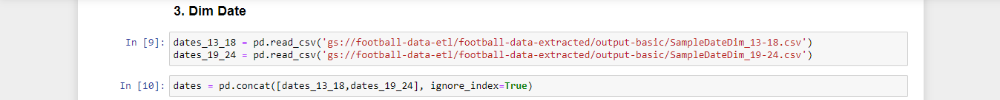 3. Dim Date
In [9]: dates_13_18 = pd.read_csv('gs://football-data-etl/football-data-extracted/output-basic/SampleDateDim_13-18.csv')
dates_19_24 = pd.read_csv('gs://football-data-etl/football-data-extracted/output-basic/SampleDateDim_19-24.csv')
In [10]: dates = pd.concat([dates_13_18,dates_19_24], ignore_index=True)